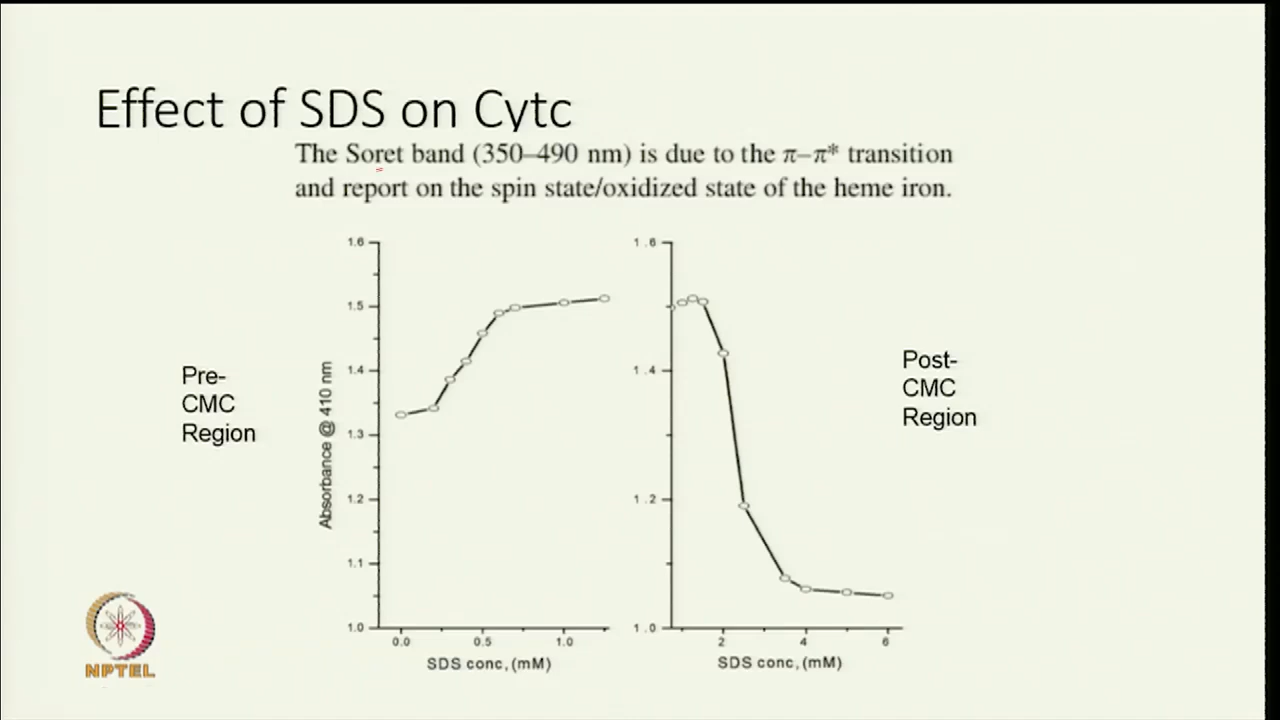 Effect of SDS on Cytc
The Soret band (350–490 nm) is due to the π–π* transition
and report on the spin state/oxidized state of the heme iron.
Pre-
CMC
Region
Absorbance @ 410 nm
1.6
1.5
1.4
1.3
1.2
1.1
1.0
0.0 0.5 1.0
SDS conc, (mM)
1.6
1.4
1.2
1.0
2 4 6
SDS conc, (mM)
Post-
CMC
Region
NPTEL